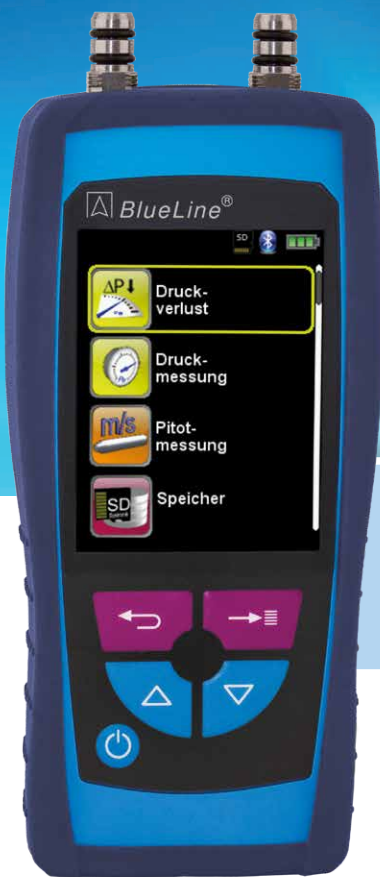 BlueLine®
SD
ΔP
Druck-
verlust
Druck-
messung
m/s
Pitot-
messung
SD
Speicher